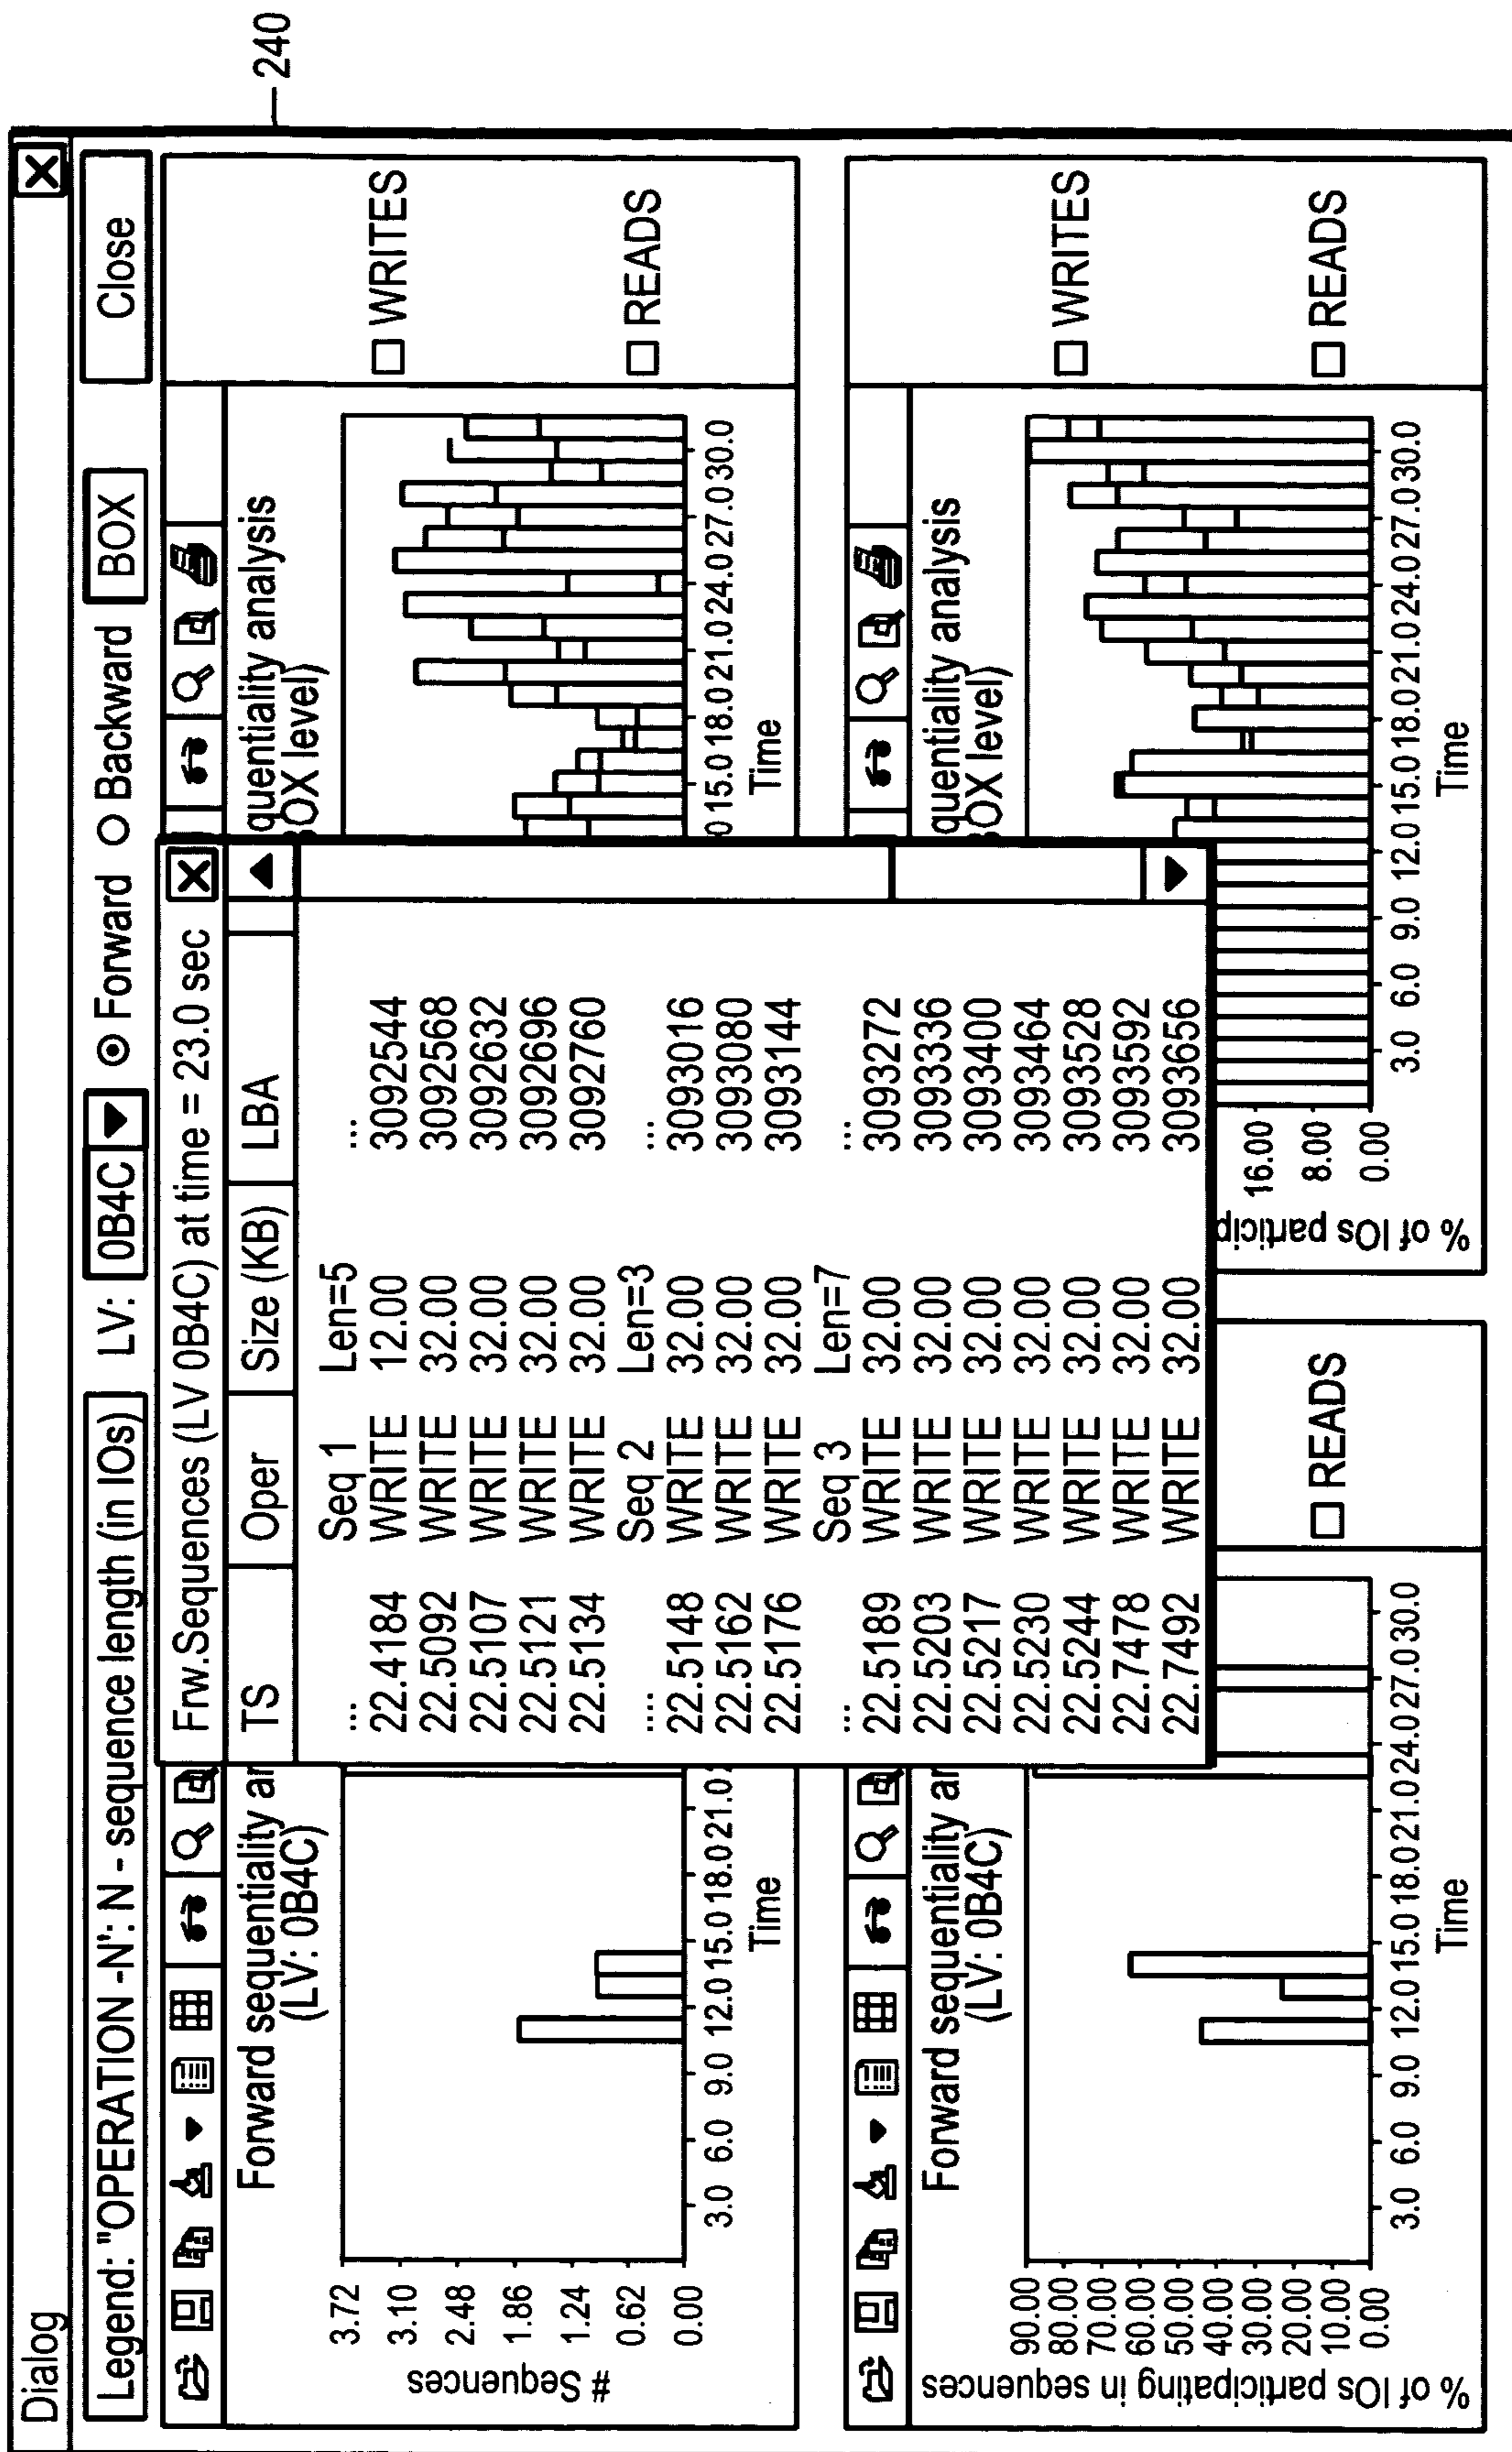 240
Dialog
Legend: "OPERATION -N': N - sequence length (in IOs) LV: 0B4C Forward Backward BOX Close
Forward sequentiality ar
(LV: 0B4C)
# Sequences
3.72
3.10
2.48
1.86
1.24
0.62
0.00
3.0 6.0 9.0 12.0 15.0 18.0 21.0
Time
Frw.Sequences (LV 0B4C) at time = 23.0 sec
TS Oper Size (KB) LBA
... Seq 1 Len=5 ...
22.4184 WRITE 12.00 3092544
22.5092 WRITE 32.00 3092568
22.5107 WRITE 32.00 3092632
22.5121 WRITE 32.00 3092696
22.5134 WRITE 32.00 3092760
.... Seq 2 Len=3 ...
22.5148 WRITE 32.00 3093016
22.5162 WRITE 32.00 3093080
22.5176 WRITE 32.00 3093144
... Seq 3 Len=7 ...
22.5189 WRITE 32.00 3093272
22.5203 WRITE 32.00 3093336
22.5217 WRITE 32.00 3093400
22.5230 WRITE 32.00 3093464
22.5244 WRITE 32.00 3093528
22.7478 WRITE 32.00 3093592
22.7492 WRITE 32.00 3093656
quentiality analysis
OX level)
0 15.0 18.0 21.0 24.0 27.0 30.0
Time
WRITES
READS
Forward sequentiality ar
(LV: 0B4C)
% of IOs participating in sequences
90.00
80.00
70.00
60.00
50.00
40.00
30.00
20.00
10.00
0.00
3.0 6.0 9.0 12.0 15.0 18.0 21.0 24.0 27.0 30.0
Time
READS
quentiality analysis
OX level)
% of IOs particip
16.00
8.00
0.00
3.0 6.0 9.0 12.0 15.0 18.0 21.0 24.0 27.0 30.0
Time
WRITES
READS